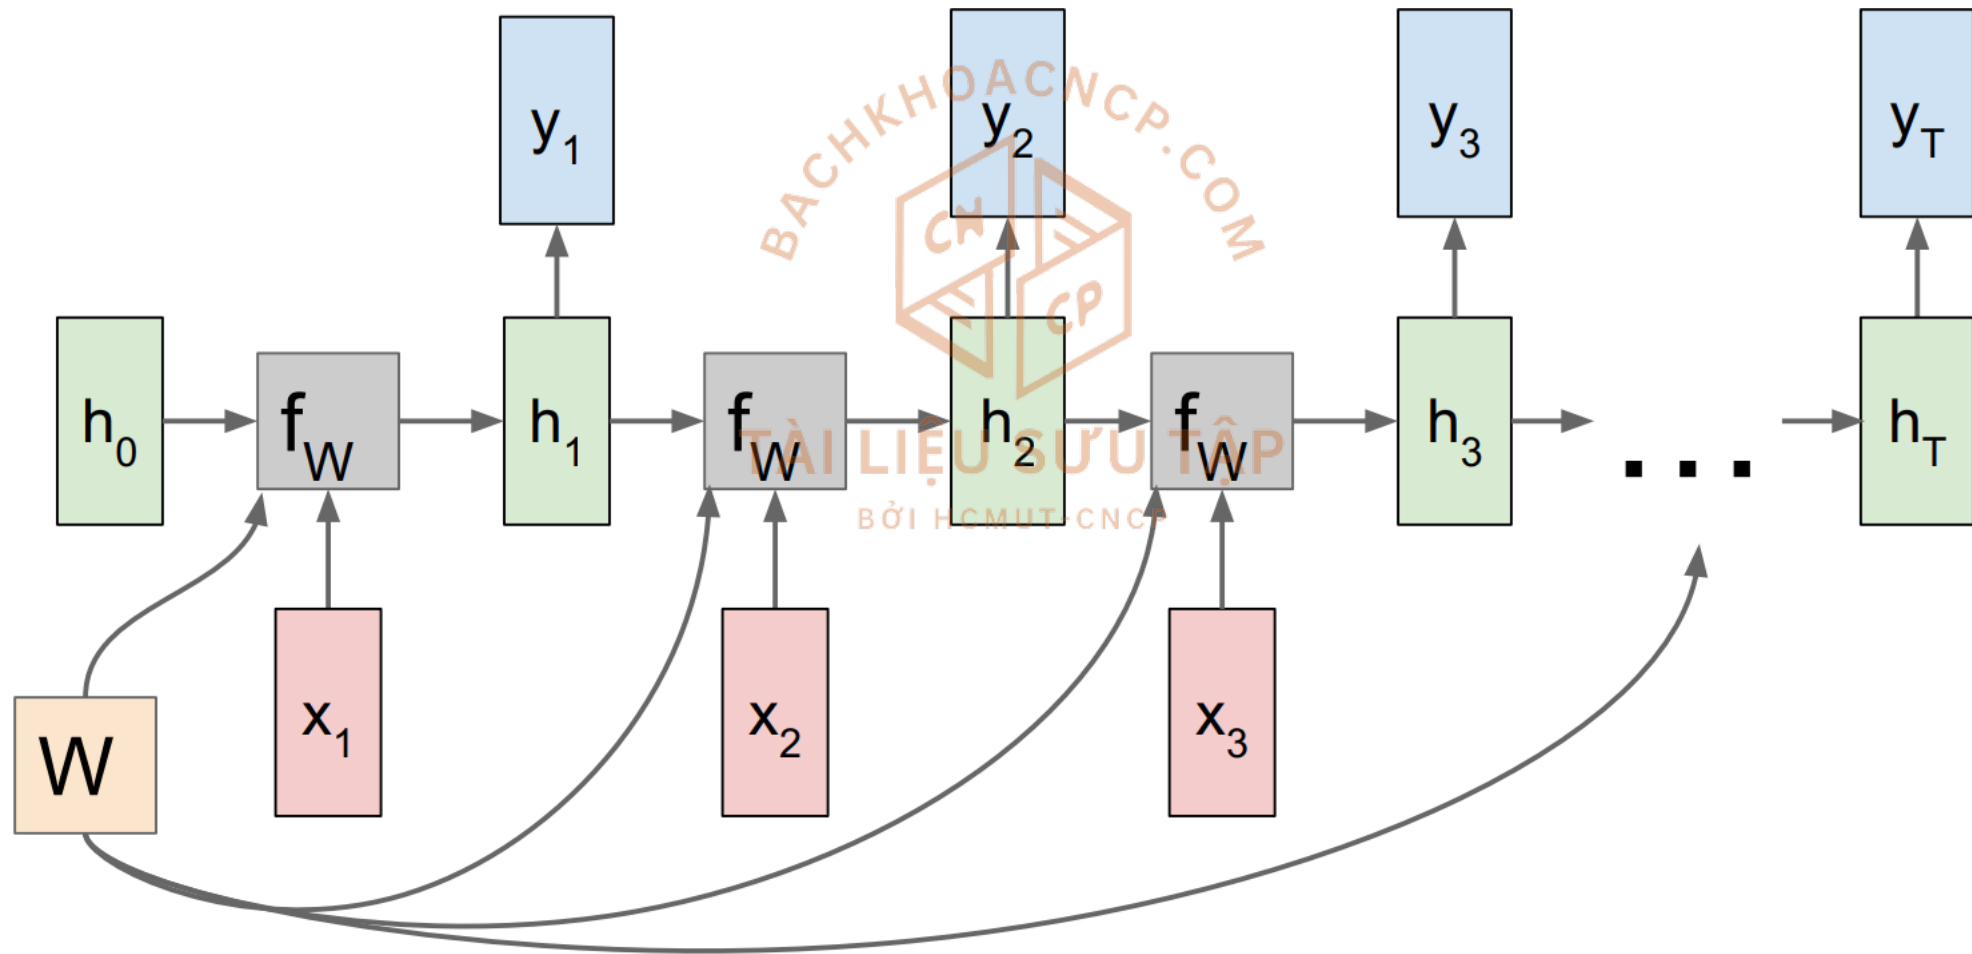 y1 y2 y3 yT
BACHKHOACNCP.COM
CH
CP
h0 fW h1 fW h2 fW h3 ... hT
TÀI LIỆU SƯU TẬP
BỞI HCMUT-CNCP
x1 x2 x3
W